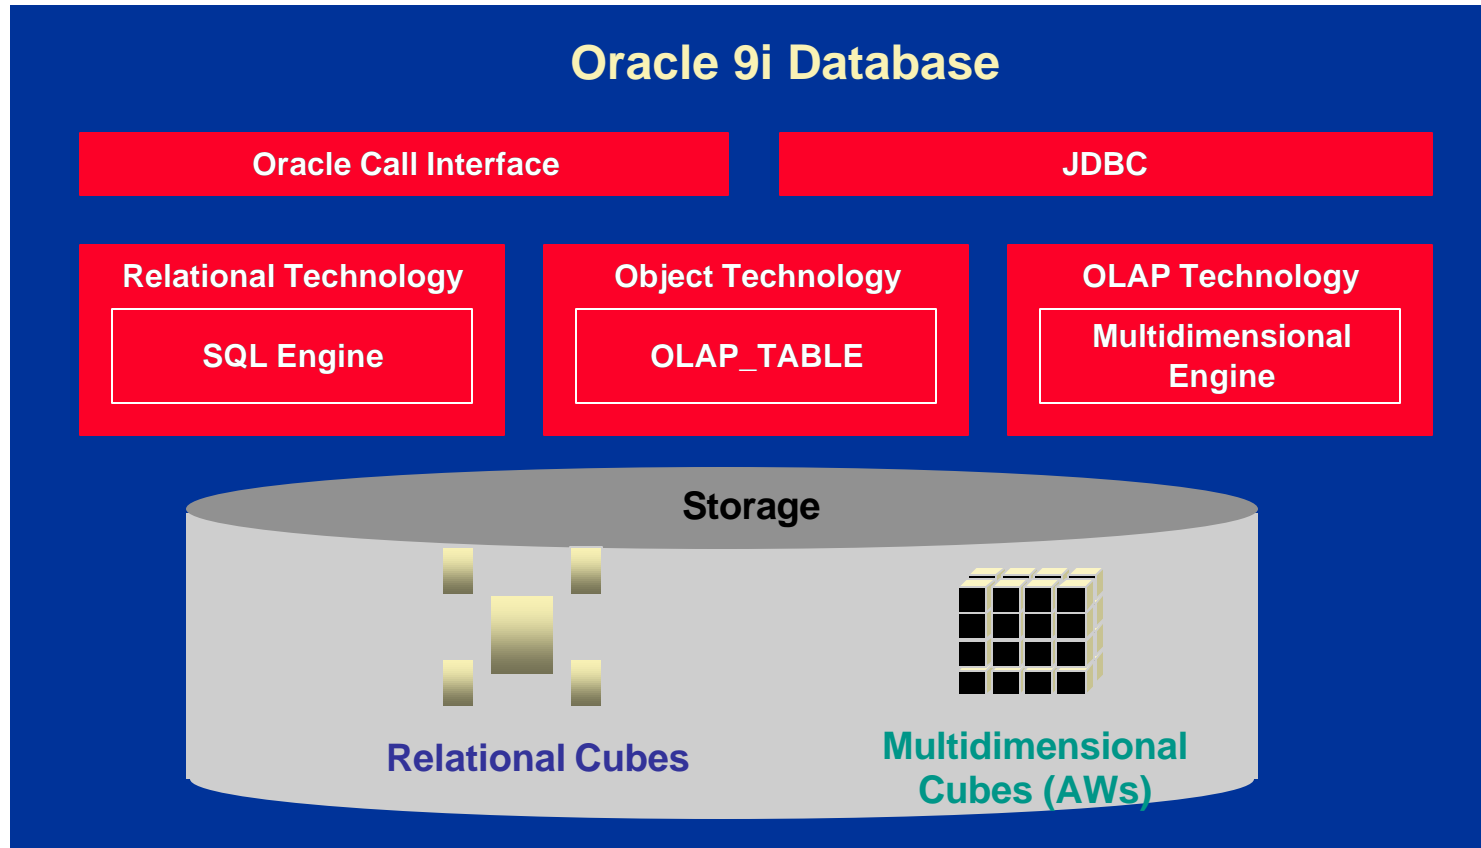 Oracle 9i Database
Oracle Call Interface
JDBC
Relational Technology
SQL Engine
Object Technology
OLAP_TABLE
OLAP Technology
Multidimensional
Engine
Storage
Relational Cubes
Multidimensional
Cubes (AWs)